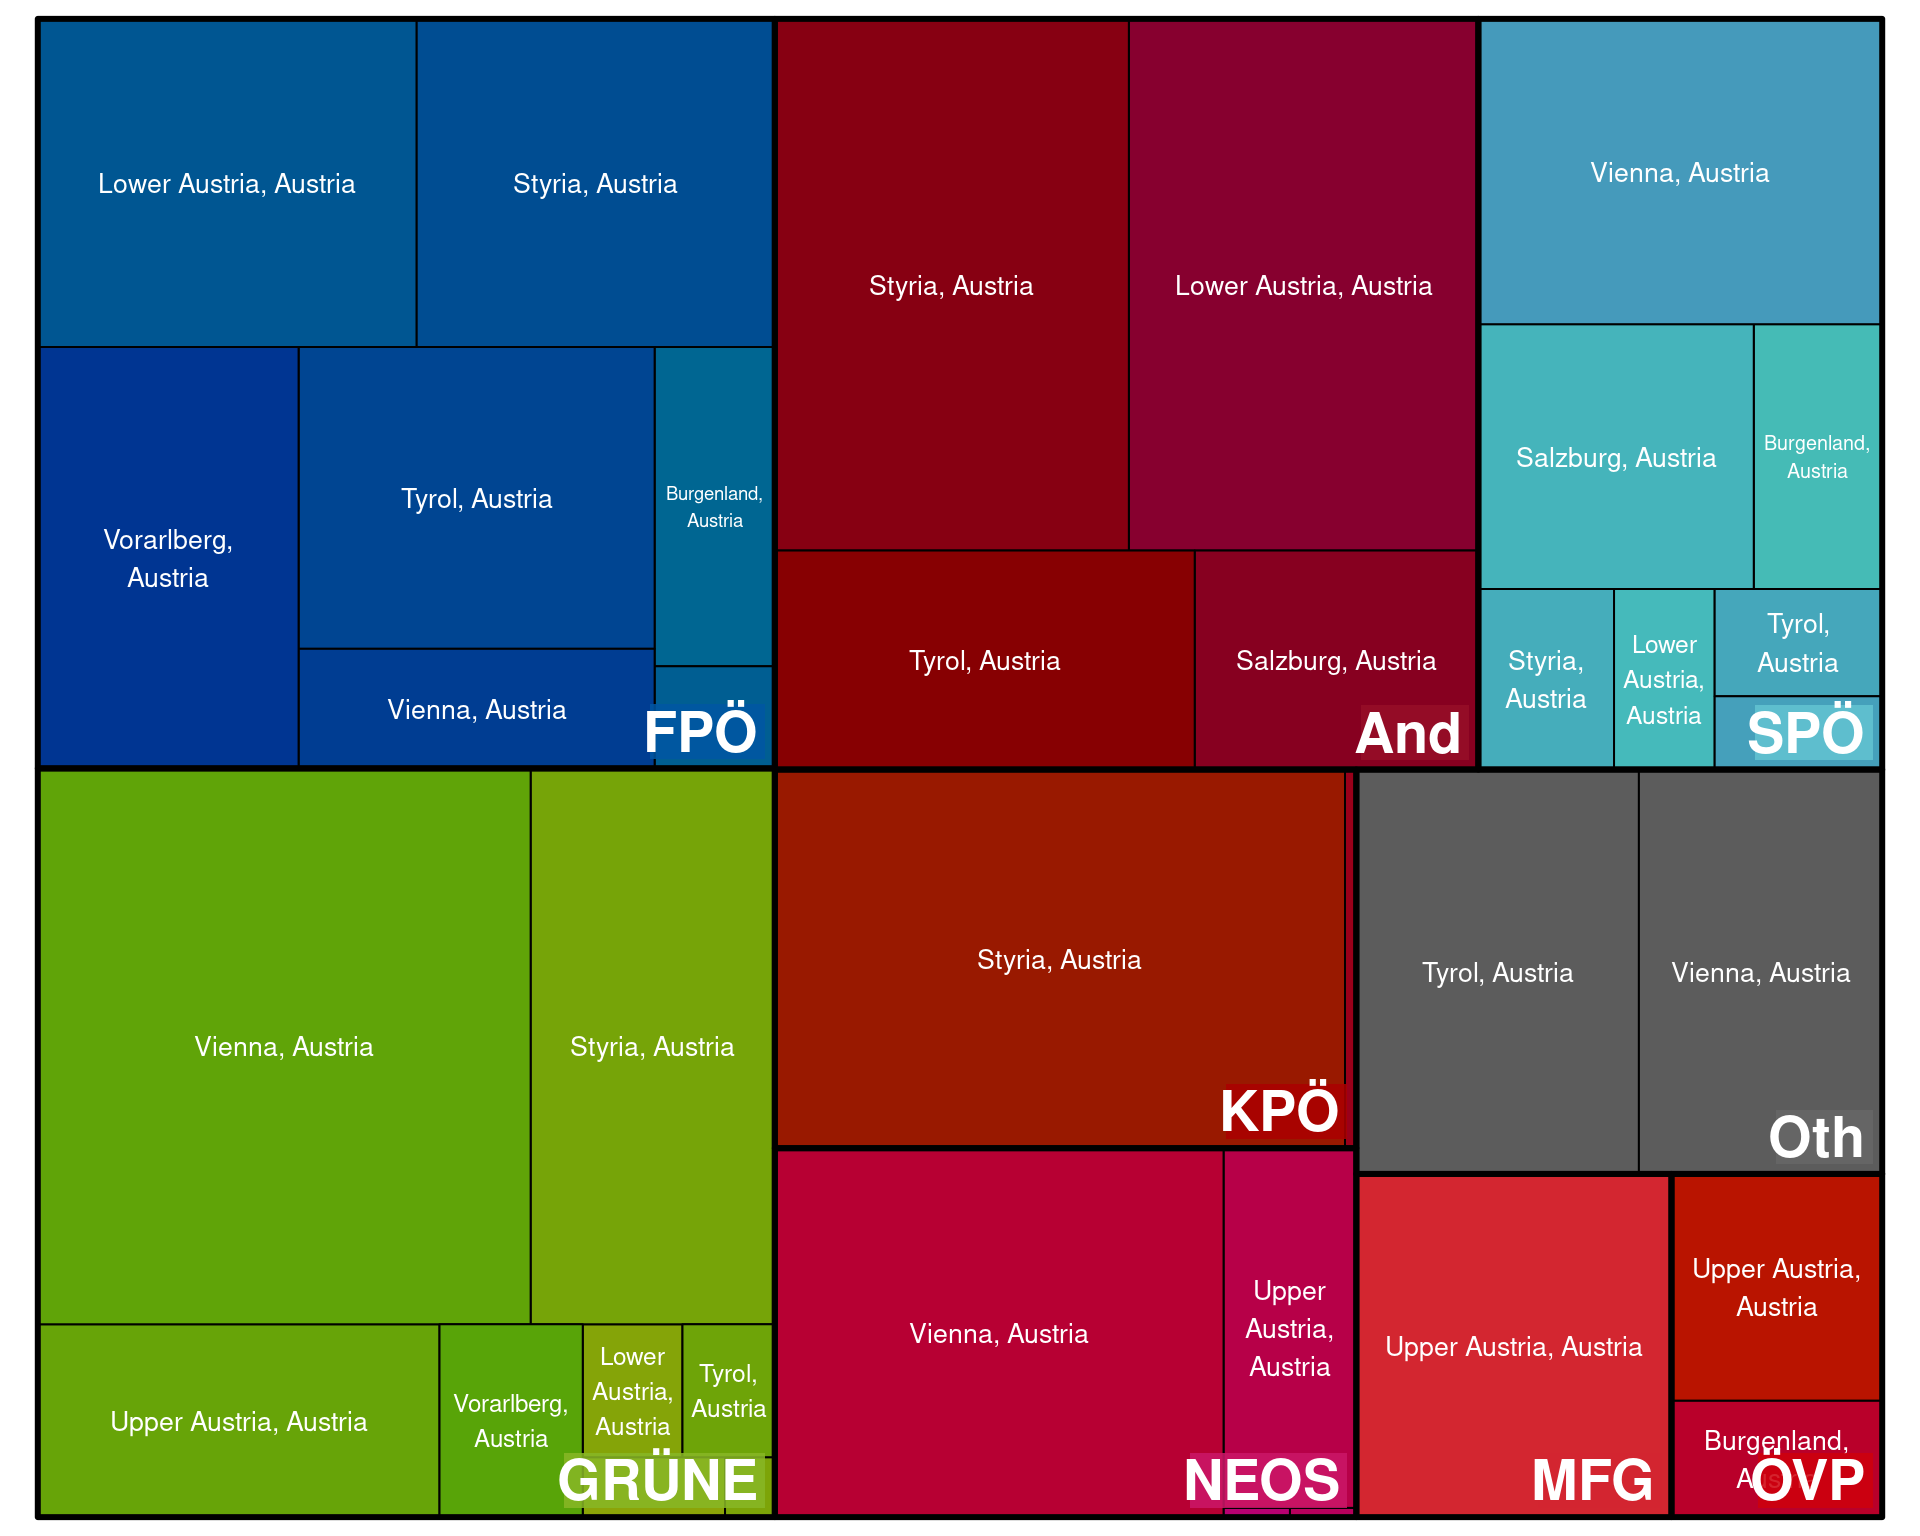 Lower Austria, Austria
Styria, Austria
Vorarlberg,
Austria
Tyrol, Austria
Burgenland,
Austria
Vienna, Austria
FPÖ
Styria, Austria
Lower Austria, Austria
Tyrol, Austria
Salzburg, Austria
And
Vienna, Austria
Salzburg, Austria
Burgenland,
Austria
Styria,
Austria
Lower
Austria,
Austria
Tyrol,
Austria
SPÖ
Vienna, Austria
Styria, Austria
Upper Austria, Austria
Vorarlberg,
Austria
Lower
Austria,
Austria
Tyrol,
Austria
GRÜNE
Styria, Austria
KPÖ
Vienna, Austria
Upper
Austria,
Austria
NEOS
Tyrol, Austria
Vienna, Austria
Oth
Upper Austria, Austria
MFG
Upper Austria,
Austria
Burgenland,
ÖVP